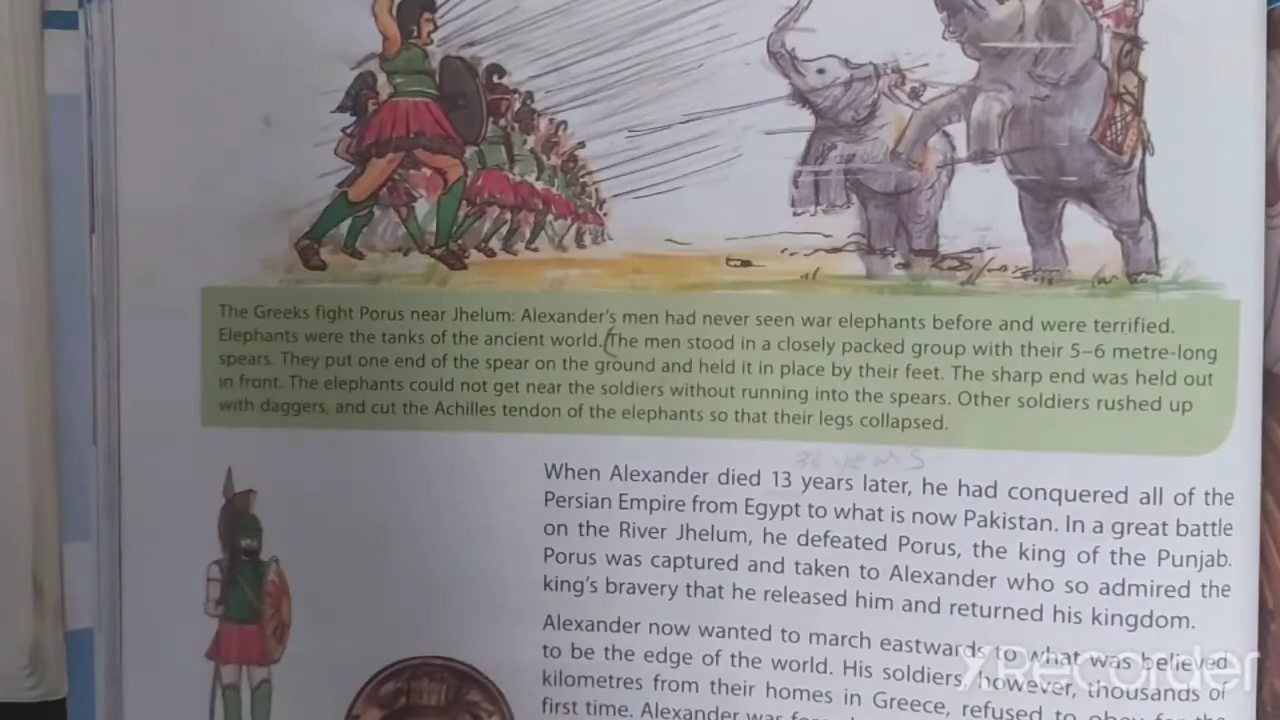 The Greeks fight Porus near Jhelum: Alexander's men had never seen war elephants before and were terrified.
Elephants were the tanks of the ancient world. (The men stood in a closely packed group with their 5–6 metre-long
spears. They put one end of the spear on the ground and held it in place by their feet. The sharp end was held out
in front. The elephants could not get near the soldiers without running into the spears. Other soldiers rushed up
with daggers, and cut the Achilles tendon of the elephants so that their legs collapsed.
years
When Alexander died 13 years later, he had conquered all of the
Persian Empire from Egypt to what is now Pakistan. In a great battle
on the River Jhelum, he defeated Porus, the king of the Punjab.
Porus was captured and taken to Alexander who so admired the
king's bravery that he released him and returned his kingdom.
Alexander now wanted to march eastwards to what was believed
to be the edge of the world. His soldiers, however, thousands of
kilometres from their homes in Greece, refused to obey
first time. Alexander was
XRecorder